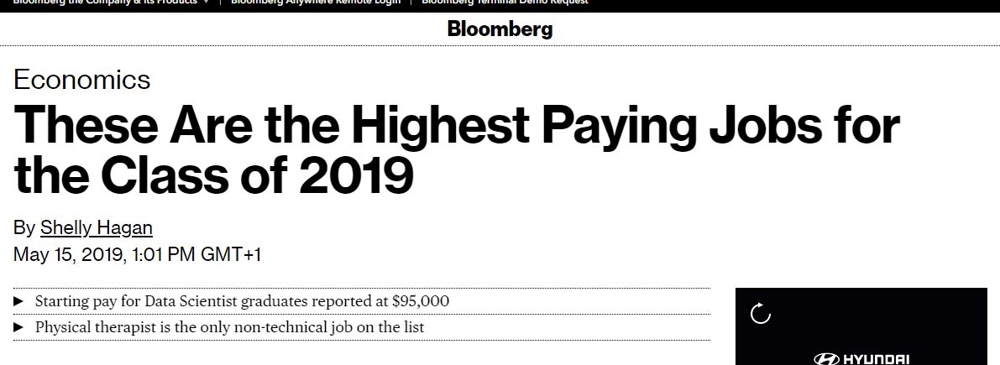 Bloomberg the Company & Its Products ▼ | Bloomberg Anywhere Remote Login | Bloomberg Terminal Demo Request
Bloomberg
Economics
These Are the Highest Paying Jobs for
the Class of 2019
By Shelly Hagan
May 15, 2019, 1:01 PM GMT+1
▶ Starting pay for Data Scientist graduates reported at $95,000
▶ Physical therapist is the only non-technical job on the list
HYUNDAI